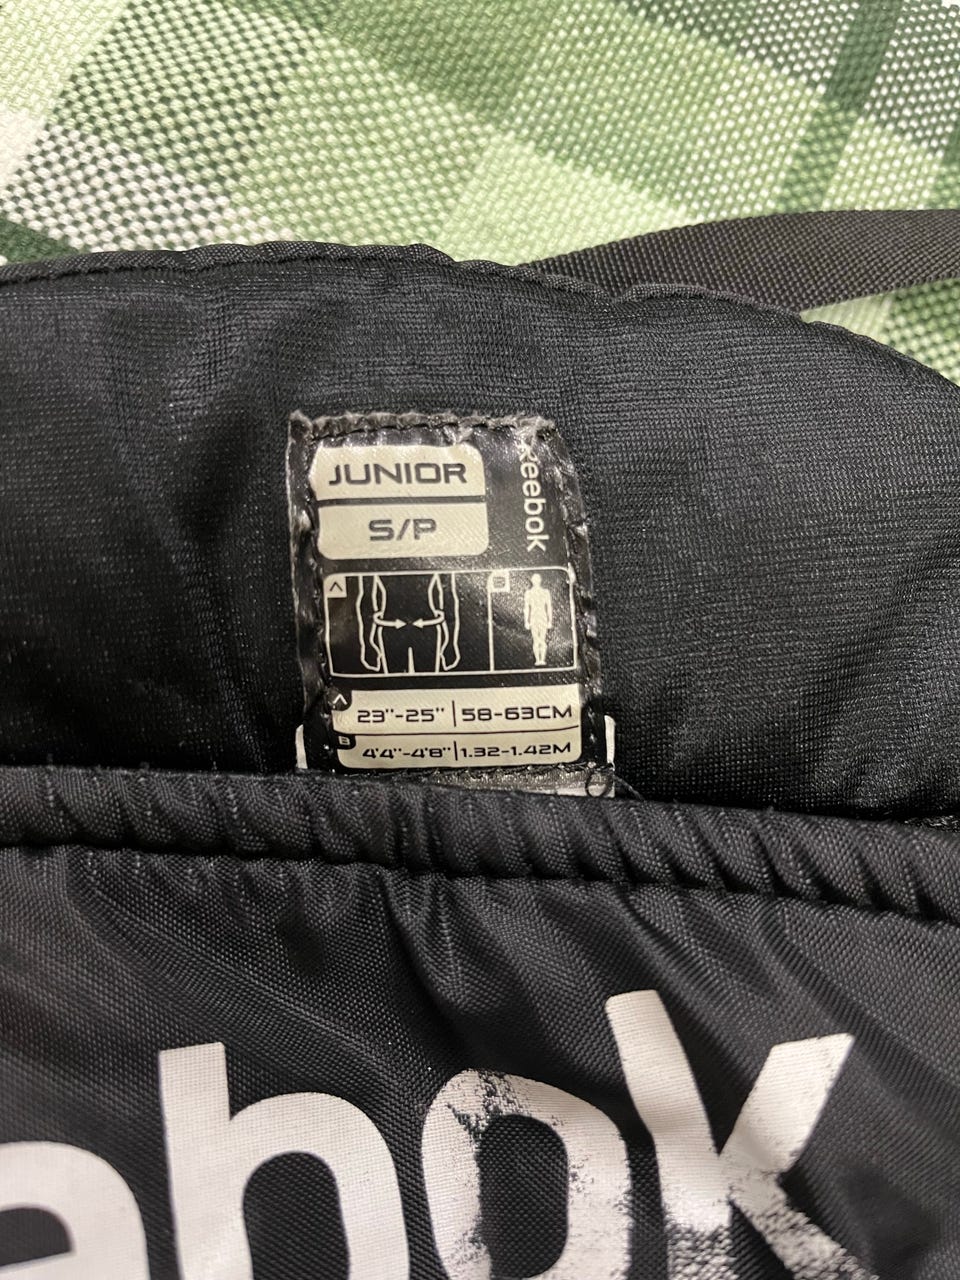 JUNIOR
S/P
Reebok
A
B
A 23"-25" | 58-63CM
B 4'4"-4'8" | 1.32-1.42M
ebok